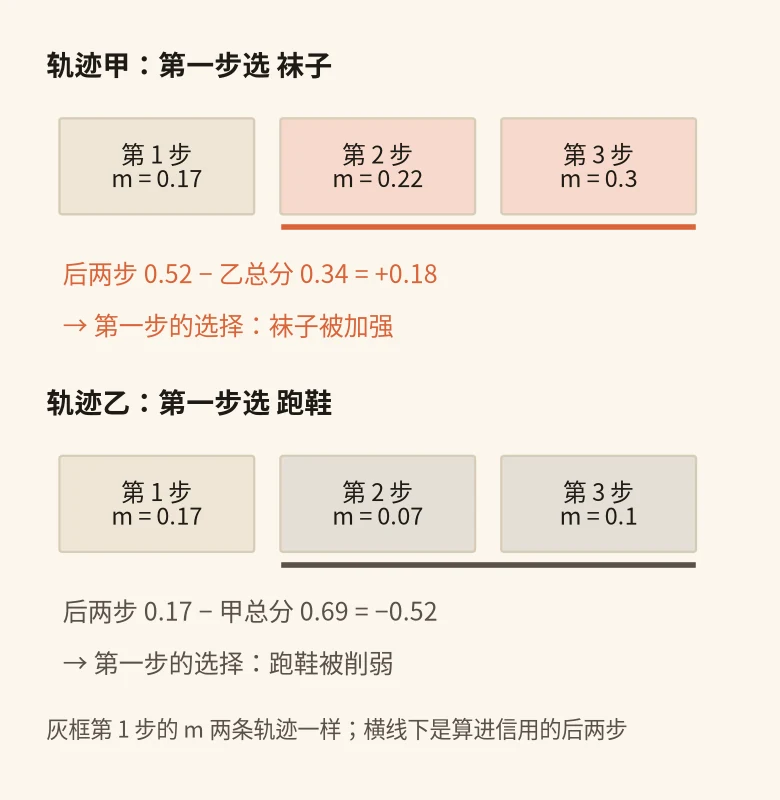 轨迹甲：第一步选 袜子
第 1 步
m = 0.17
第 2 步
m = 0.22
第 3 步
m = 0.3
后两步 0.52 − 乙总分 0.34 = +0.18
→ 第一步的选择：袜子被加强
轨迹乙：第一步选 跑鞋
第 1 步
m = 0.17
第 2 步
m = 0.07
第 3 步
m = 0.1
后两步 0.17 − 甲总分 0.69 = −0.52
→ 第一步的选择：跑鞋被削弱
灰框第 1 步的 m 两条轨迹一样；横线下是算进信用的后两步